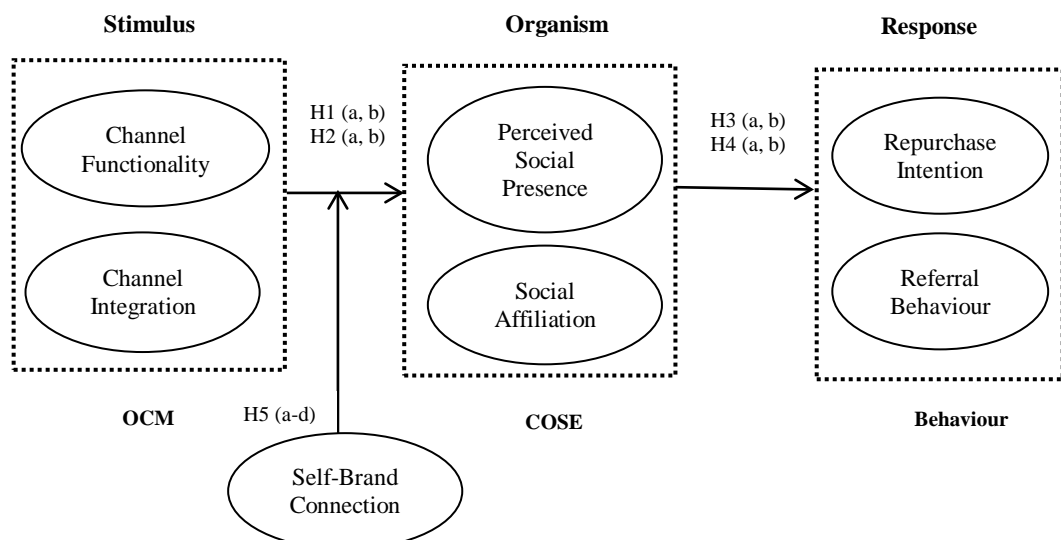 Stimulus
Organism
Response
Channel
Functionality
Channel
Integration
H1 (a, b)
H2 (a, b)
Perceived
Social
Presence
Social
Affiliation
H3 (a, b)
H4 (a, b)
Repurchase
Intention
Referral
Behaviour
OCM
H5 (a-d)
COSE
Behaviour
Self-Brand
Connection